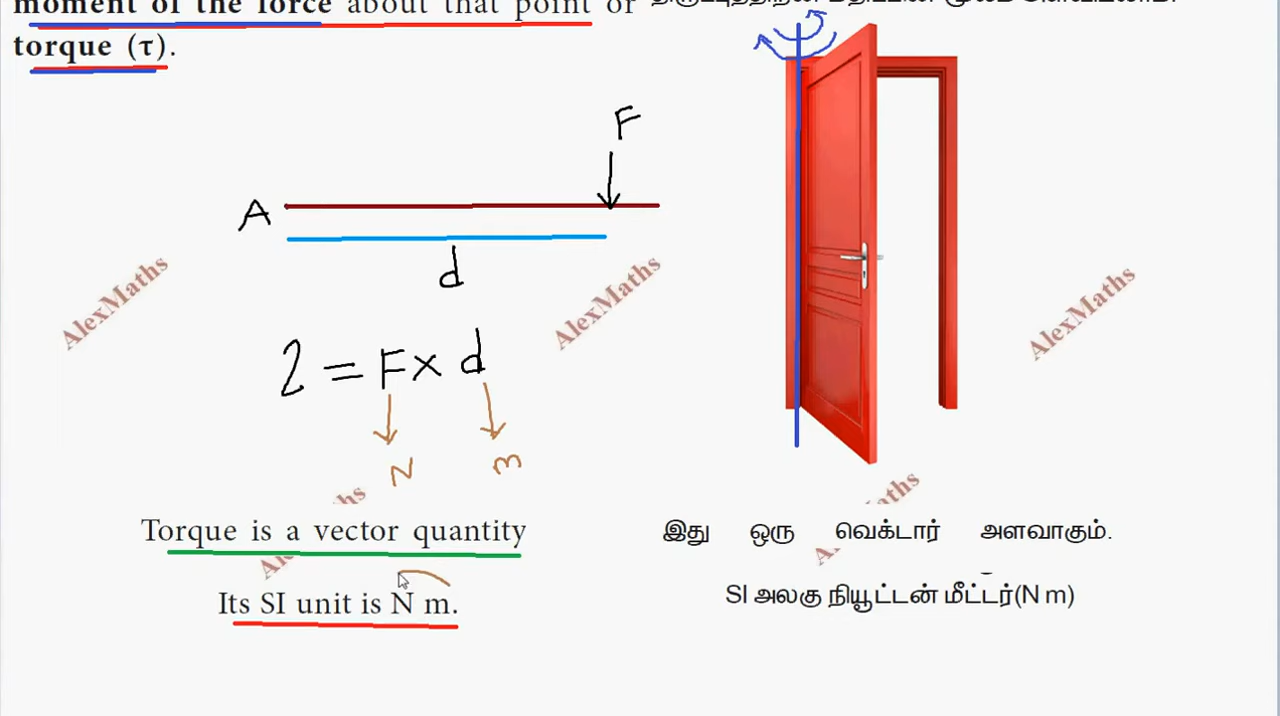 moment of the force about that point or
torque (τ).
F
A
d
τ = F x d
N m
Torque is a vector quantity
Its SI unit is N m.
இது ஒரு வெக்டார் அளவாகும்.
SI அலகு நியூட்டன் மீட்டர்(N m)
AlexMaths
AlexMaths
AlexMaths